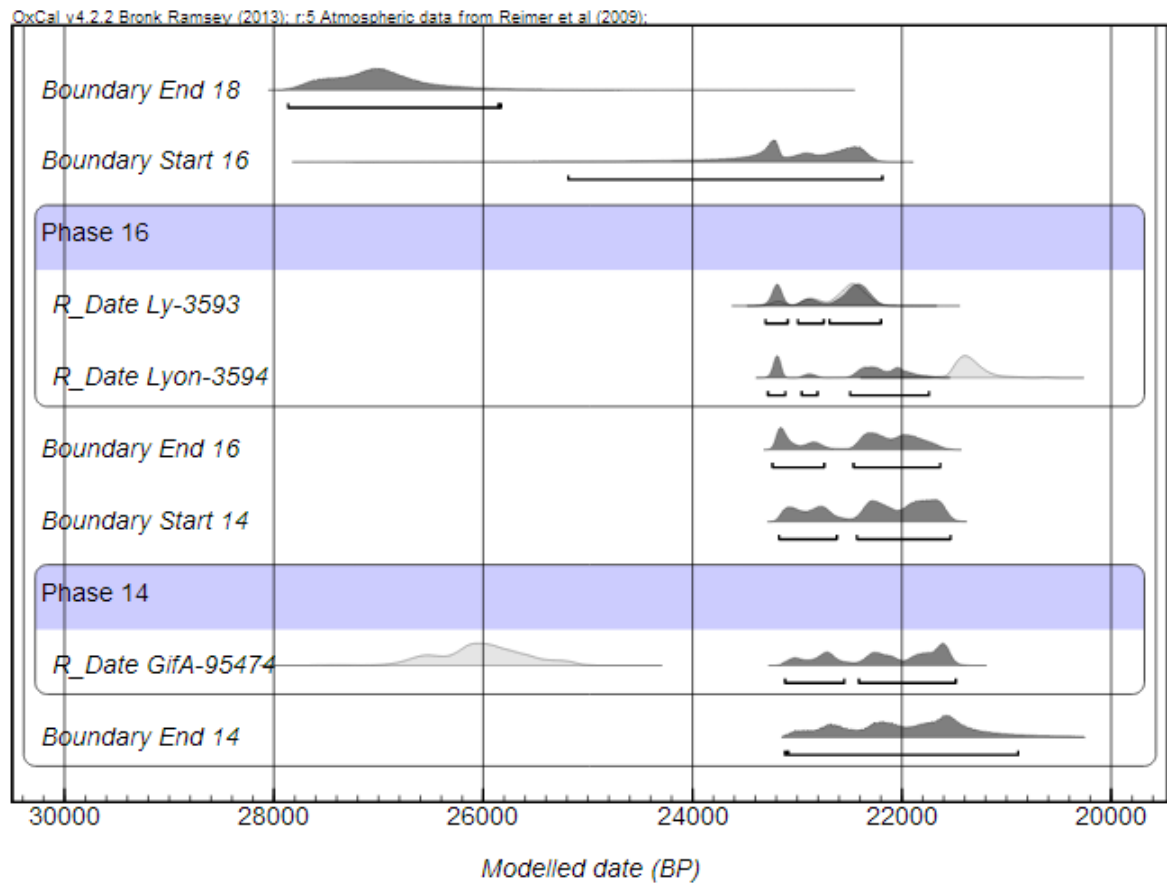 OxCal v4.2.2 Bronk Ramsey (2013); r:5 Atmospheric data from Reimer et al (2009);
Boundary End 18
Boundary Start 16
Phase 16
R_Date Ly-3593
R_Date Lyon-3594
Boundary End 16
Boundary Start 14
Phase 14
R_Date GifA-95474
Boundary End 14
30000 28000 26000 24000 22000 20000
Modelled date (BP)